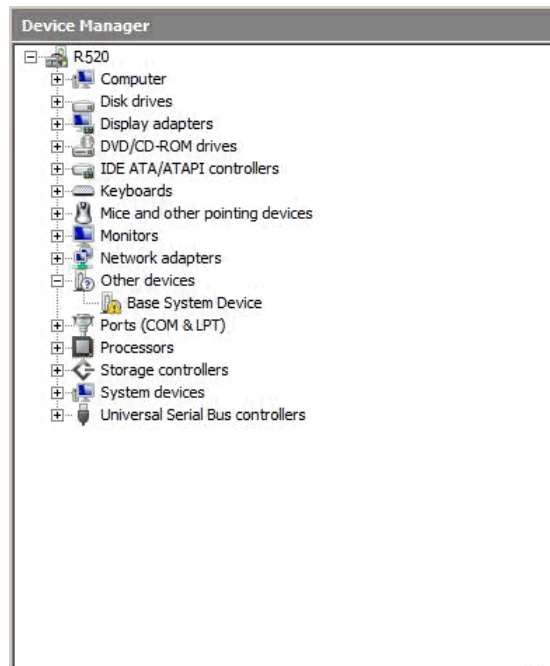 Device Manager
R520
Computer
Disk drives
Display adapters
DVD/CD-ROM drives
IDE ATA/ATAPI controllers
Keyboards
Mice and other pointing devices
Monitors
Network adapters
Other devices
Base System Device
Ports (COM & LPT)
Processors
Storage controllers
System devices
Universal Serial Bus controllers